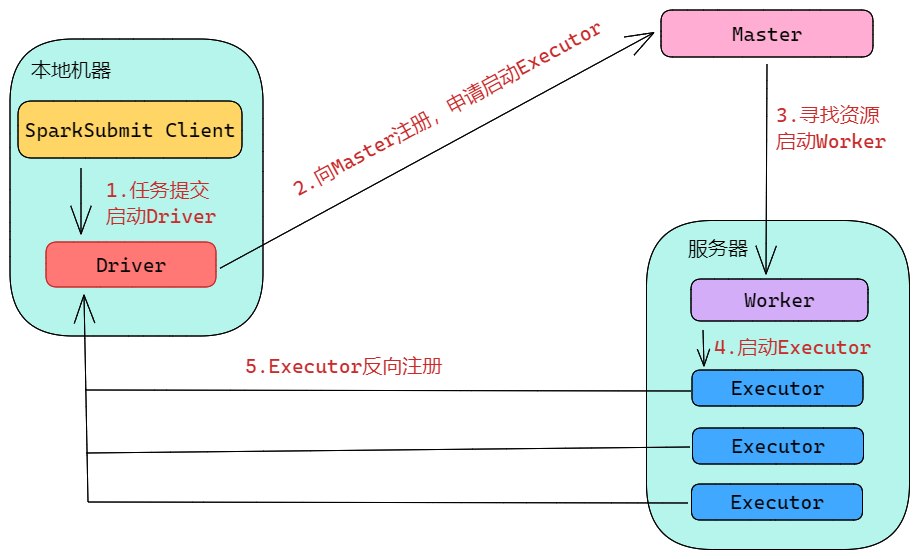 本地机器
SparkSubmit Client
1.任务提交
启动Driver
Driver
2.向Master注册，申请启动Executor
Master
3.寻找资源
启动Worker
服务器
Worker
4.启动Executor
5.Executor反向注册
Executor
Executor
Executor